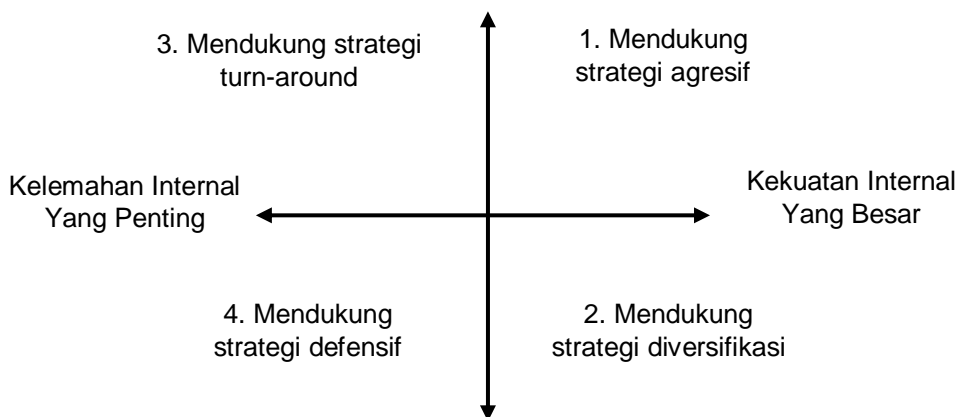 3. Mendukung strategi
turn-around
1. Mendukung
strategi agresif
Kelemahan Internal
Yang Penting
Kekuatan Internal
Yang Besar
4. Mendukung
strategi defensif
2. Mendukung
strategi diversifikasi